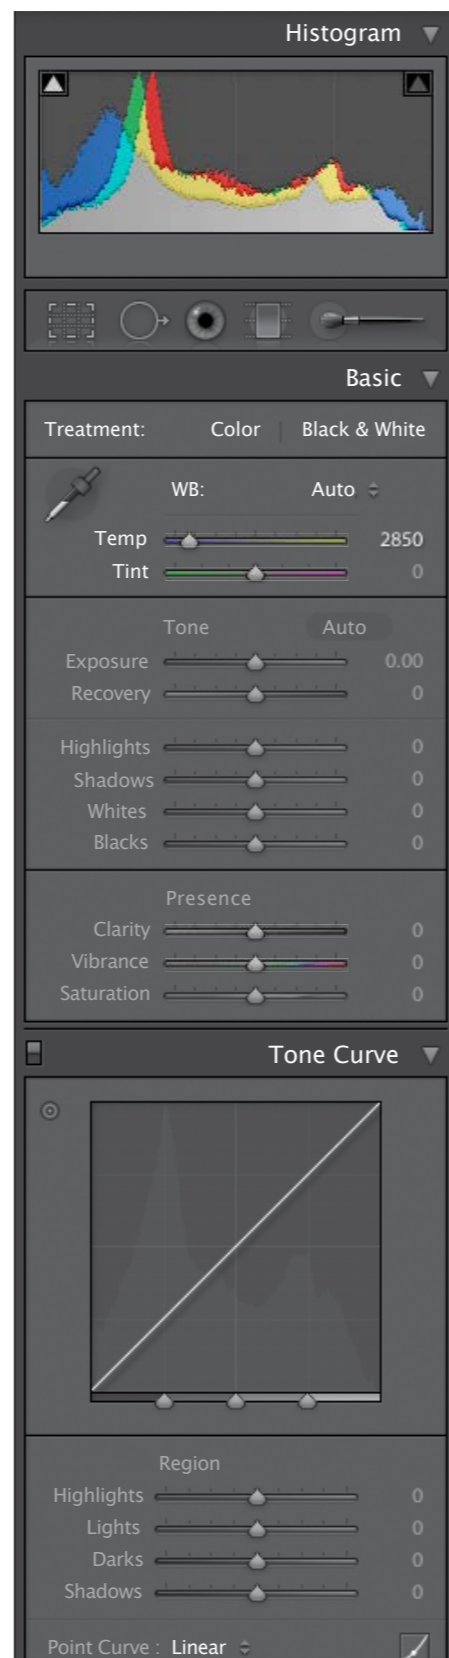 Histogram
Basic
Treatment: Color | Black & White
WB: Auto
Temp 2850
Tint 0
Tone Auto
Exposure 0.00
Recovery 0
Highlights 0
Shadows 0
Whites 0
Blacks 0
Presence
Clarity 0
Vibrance 0
Saturation 0
Tone Curve
Region
Highlights 0
Lights 0
Darks 0
Shadows 0
Point Curve : Linear